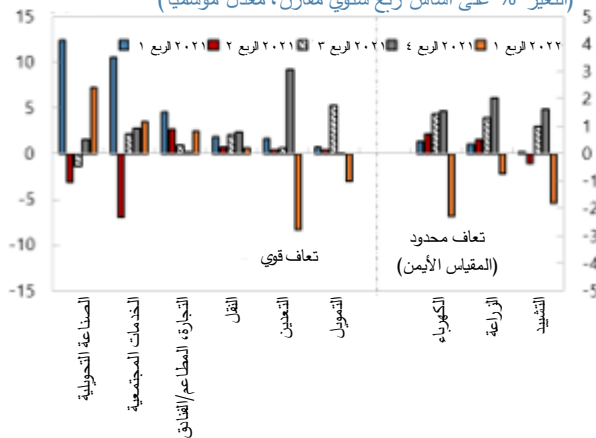 (التغير % على أساس ربع سنوي مقارن، معدل موسميا)
٢٠٢١ الربع ١ ٢٠٢١ الربع ٢ ٢٠٢١ الربع ٣ ٢٠٢١ الربع ٤ ٢٠٢٢ الربع ١
15 5
4
10 3
2
5 1
0 0
-1
-5 -2
-3
-10 -4
-15 -5
تعاف قوي
تعاف محدود
(المقياس الأيمن)
الصناعة التحويلية
الخدمات المجتمعية
التجارة، المطاعم/الفنادق
النقل
التعدين
التمويل
الكهرباء
الزراعة
التشييد